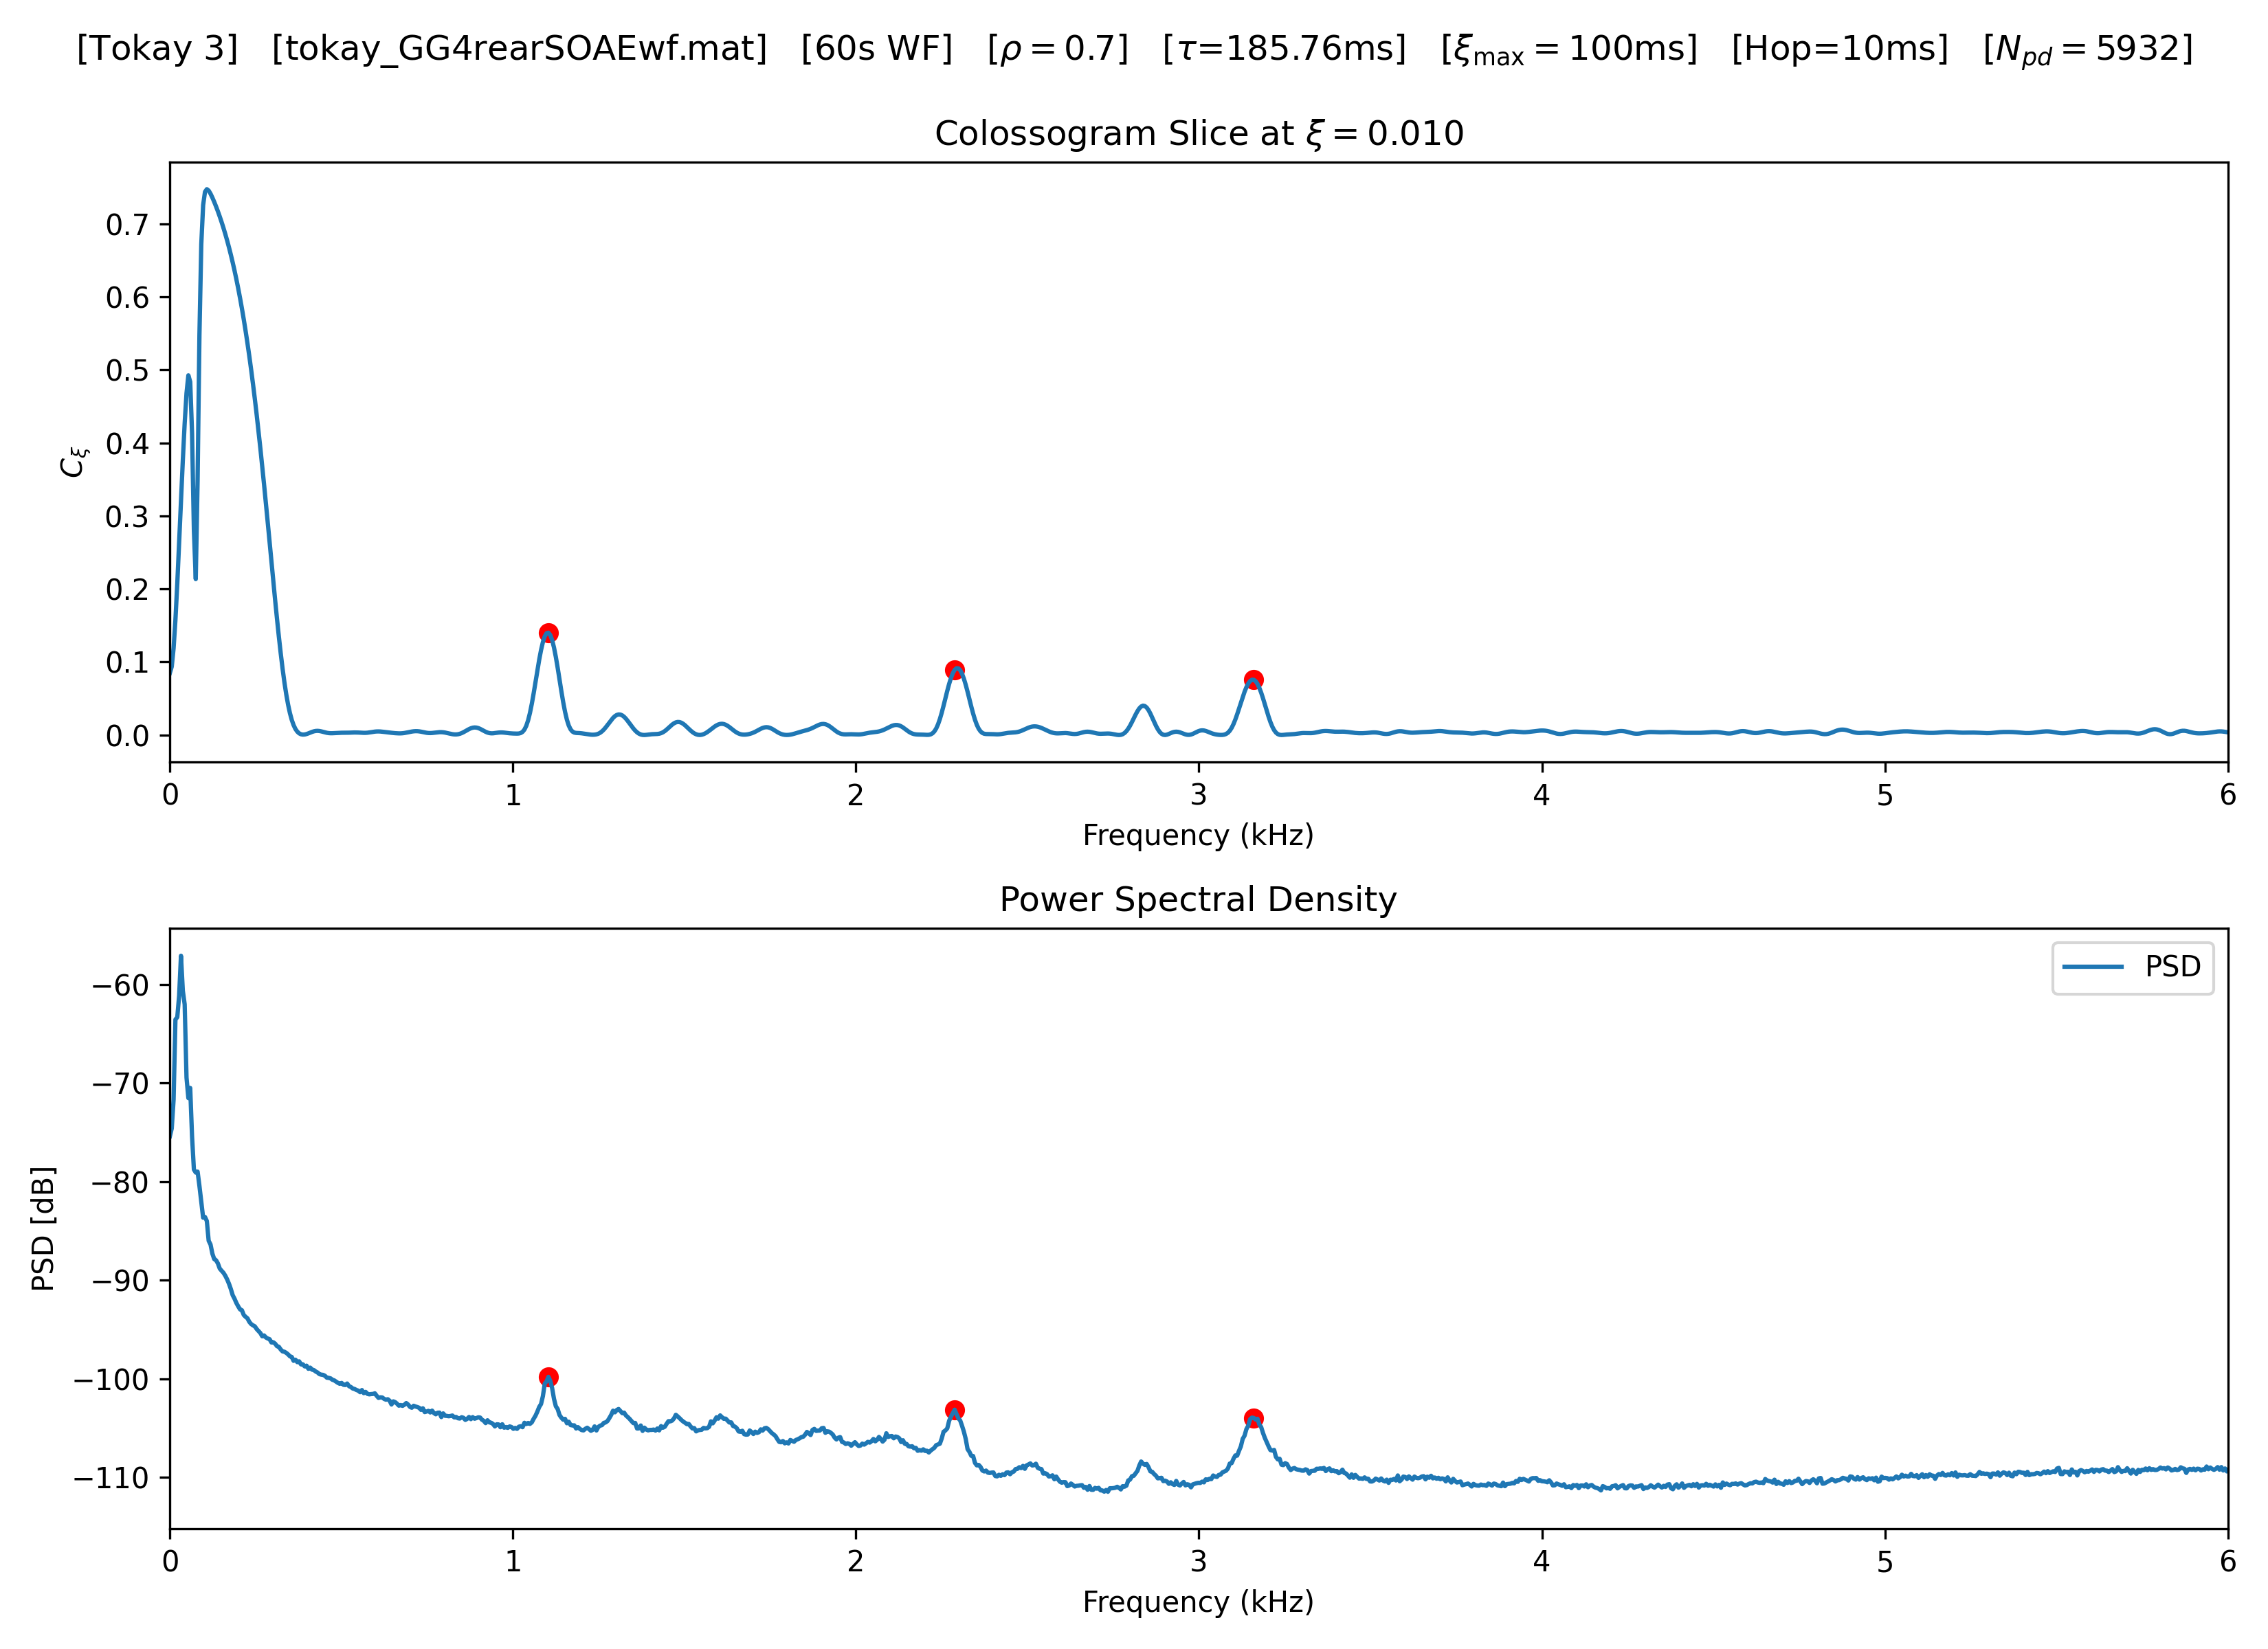 [Tokay 3] [tokay_GG4rearSOAEwf.mat] [60s WF] [ρ = 0.7] [τ=185.76ms] [ξmax = 100ms] [Hop=10ms] [Npd = 5932]
Colossogram Slice at ξ = 0.010
Cξ
0.7
0.6
0.5
0.4
0.3
0.2
0.1
0.0
0 1 2 3 4 5 6
Frequency (kHz)
Power Spectral Density
PSD
PSD [dB]
−60
−70
−80
−90
−100
−110
0 1 2 3 4 5 6
Frequency (kHz)